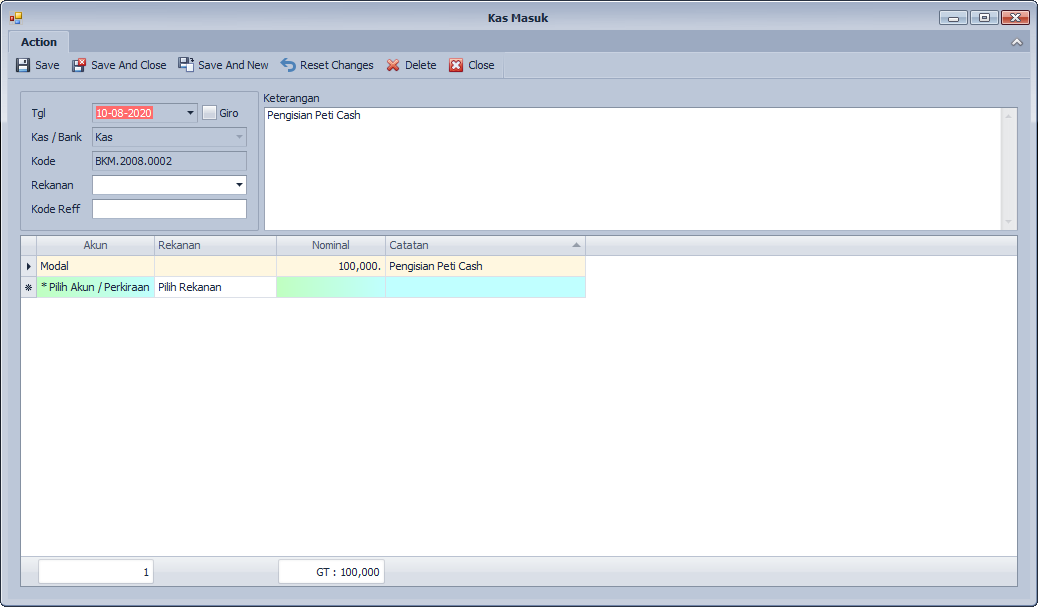 Kas Masuk
Action
Save Save And Close Save And New Reset Changes Delete Close
Tgl 10-08-2020 Giro
Kas / Bank Kas
Kode BKM.2008.0002
Rekanan
Kode Reff
Keterangan
Pengisian Peti Cash
Akun Rekanan Nominal Catatan
Modal 100,000. Pengisian Peti Cash
* Pilih Akun / Perkiraan Pilih Rekanan
1 GT : 100,000